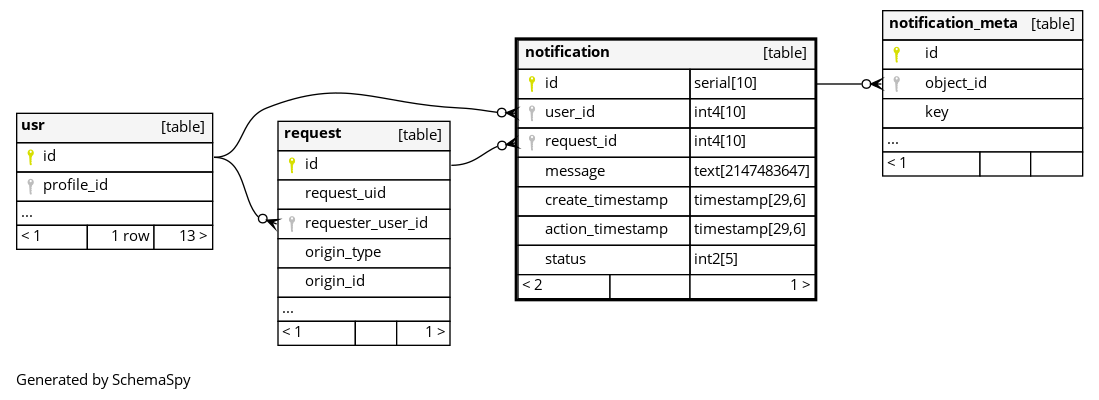 usr [table]
id
profile_id
...
< 1 1 row 13 >
request [table]
id
request_uid
requester_user_id
origin_type
origin_id
...
< 1 1 >
notification [table]
id serial[10]
user_id int4[10]
request_id int4[10]
message text[2147483647]
create_timestamp timestamp[29,6]
action_timestamp timestamp[29,6]
status int2[5]
< 2 1 >
notification_meta [table]
id
object_id
key
...
< 1
Generated by SchemaSpy